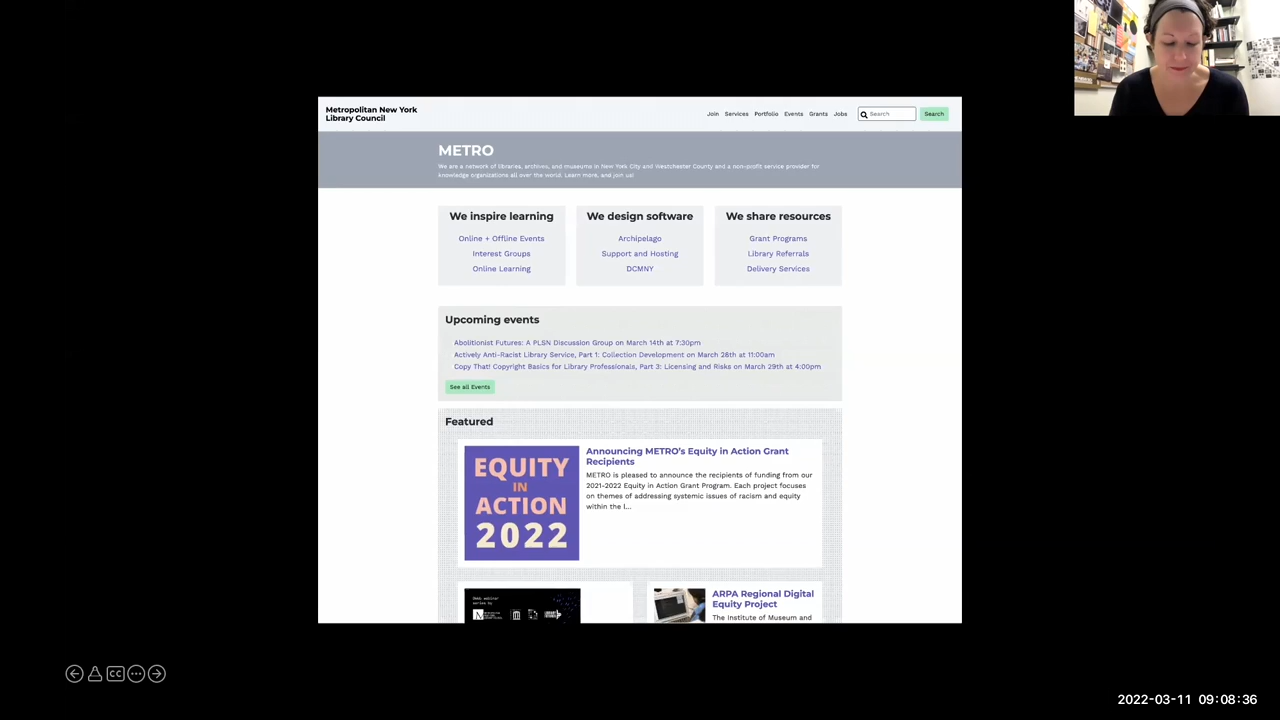 Metropolitan New York
Library Council
Join Services Portfolio Events Grants Jobs Search Search
METRO
We are a network of libraries, archives, and museums in New York City and Westchester County and a non-profit service provider for
knowledge organizations all over the world. Learn more, and join us!
We inspire learning
Online + Offline Events
Interest Groups
Online Learning
We design software
Archipelago
Support and Hosting
DCMNY
We share resources
Grant Programs
Library Referrals
Delivery Services
Upcoming events
Abolitionist Futures: A PLSN Discussion Group on March 14th at 7:30pm
Actively Anti-Racist Library Service, Part 1: Collection Development on March 28th at 11:00am
Copy That! Copyright Basics for Library Professionals, Part 3: Licensing and Risks on March 29th at 4:00pm
See all Events
Featured
EQUITY
IN
ACTION
2022
Announcing METRO's Equity in Action Grant
Recipients
METRO is pleased to announce the recipients of funding from our
2021-2022 Equity in Action Grant Program. Each project focuses
on themes of addressing systemic issues of racism and equity
within the l...
webinar
series by
ARPA Regional Digital
Equity Project
The Institute of Museum and
CC
2022-03-11 09:08:36